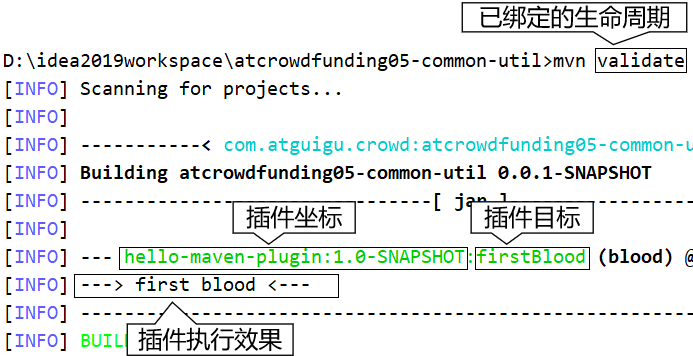 已绑定的生命周期
D:\idea2019workspace\atcrowdfunding05-common-util>mvn validate
[INFO] Scanning for projects...
[INFO]
[INFO] -----------< com.atguigu.crowd:atcrowdfunding05-common-u
[INFO] Building atcrowdfunding05-common-util 0.0.1-SNAPSHOT
[INFO] --------------------------------[ jar ]-----------------
插件坐标
插件目标
[INFO]
[INFO] --- hello-maven-plugin:1.0-SNAPSHOT:firstBlood (blood) @
[INFO] ---> first blood <---
[INFO] --------------------------------------------------------
插件执行效果
[INFO] BUIL